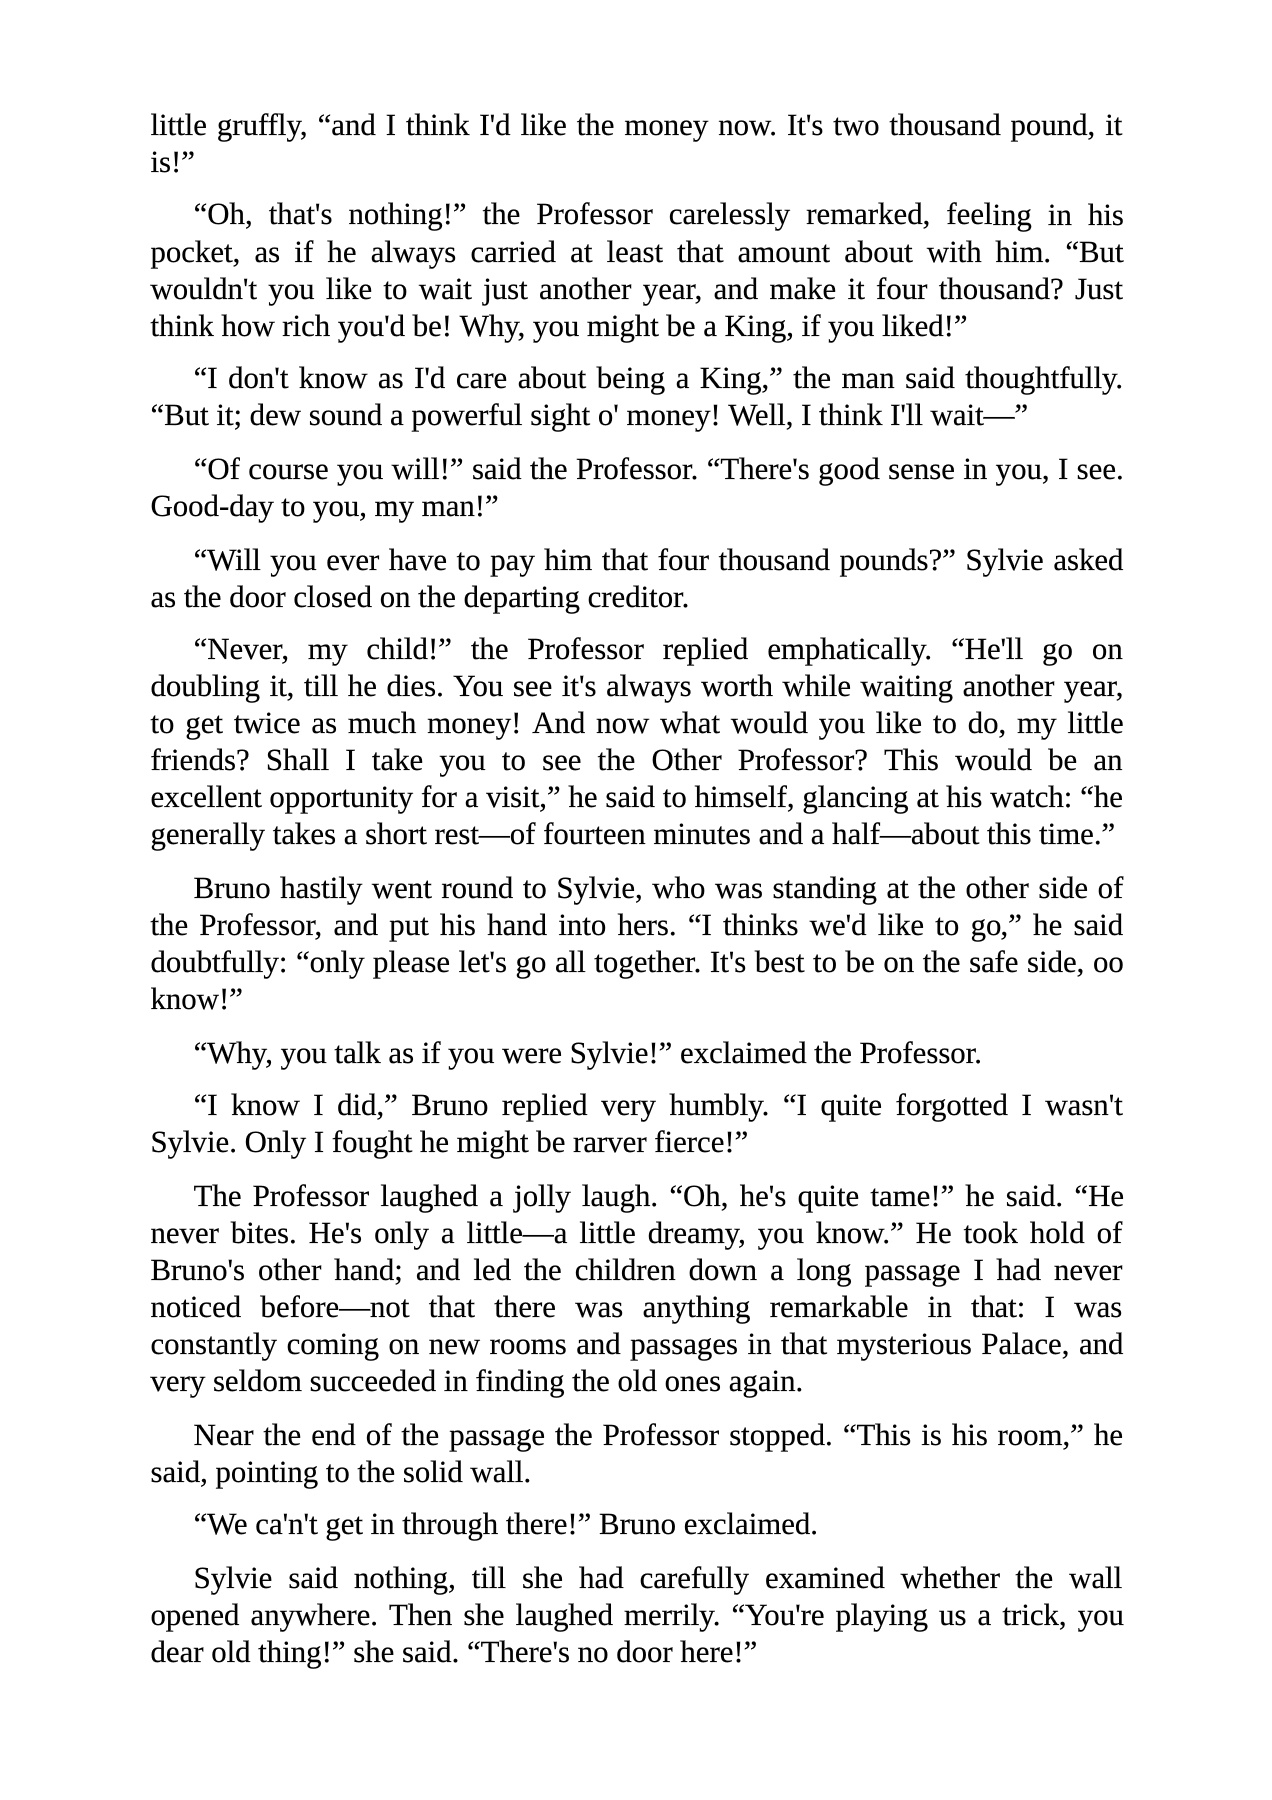 little gruffly, “and I think I'd like the money now. It's two thousand pound, it
is!”
“Oh, that's nothing!” the Professor carelessly remarked, feeling in his
pocket, as if he always carried at least that amount about with him. “But
wouldn't you like to wait just another year, and make it four thousand? Just
think how rich you'd be! Why, you might be a King, if you liked!”
“I don't know as I'd care about being a King,” the man said thoughtfully.
“But it; dew sound a powerful sight o' money! Well, I think I'll wait—”
“Of course you will!” said the Professor. “There's good sense in you, I see.
Good-day to you, my man!”
“Will you ever have to pay him that four thousand pounds?” Sylvie asked
as the door closed on the departing creditor.
“Never, my child!” the Professor replied emphatically. “He'll go on
doubling it, till he dies. You see it's always worth while waiting another year,
to get twice as much money! And now what would you like to do, my little
friends? Shall I take you to see the Other Professor? This would be an
excellent opportunity for a visit,” he said to himself, glancing at his watch: “he
generally takes a short rest—of fourteen minutes and a half—about this time.”
Bruno hastily went round to Sylvie, who was standing at the other side of
the Professor, and put his hand into hers. “I thinks we'd like to go,” he said
doubtfully: “only please let's go all together. It's best to be on the safe side, oo
know!”
“Why, you talk as if you were Sylvie!” exclaimed the Professor.
“I know I did,” Bruno replied very humbly. “I quite forgotted I wasn't
Sylvie. Only I fought he might be rarver fierce!”
The Professor laughed a jolly laugh. “Oh, he's quite tame!” he said. “He
never bites. He's only a little—a little dreamy, you know.” He took hold of
Bruno's other hand; and led the children down a long passage I had never
noticed before—not that there was anything remarkable in that: I was
constantly coming on new rooms and passages in that mysterious Palace, and
very seldom succeeded in finding the old ones again.
Near the end of the passage the Professor stopped. “This is his room,” he
said, pointing to the solid wall.
“We ca'n't get in through there!” Bruno exclaimed.
Sylvie said nothing, till she had carefully examined whether the wall
opened anywhere. Then she laughed merrily. “You're playing us a trick, you
dear old thing!” she said. “There's no door here!”